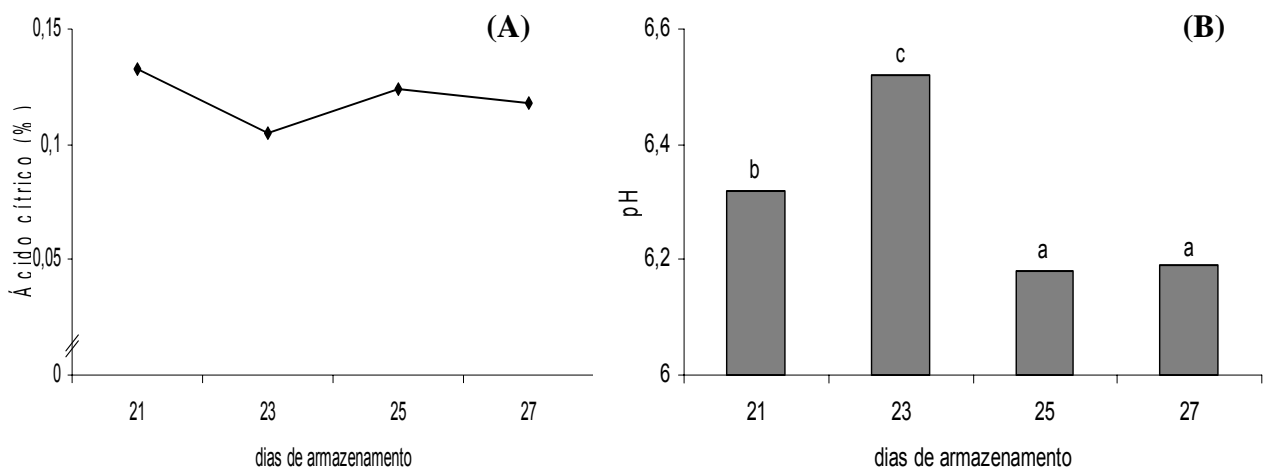 (A)
0,15
0,1
0,05
0
Ácido cítrico (%)
21 23 25 27
dias de armazenamento
(B)
6,6
6,4
6,2
6
pH
b
c
a
a
21 23 25 27
dias de armazenamento